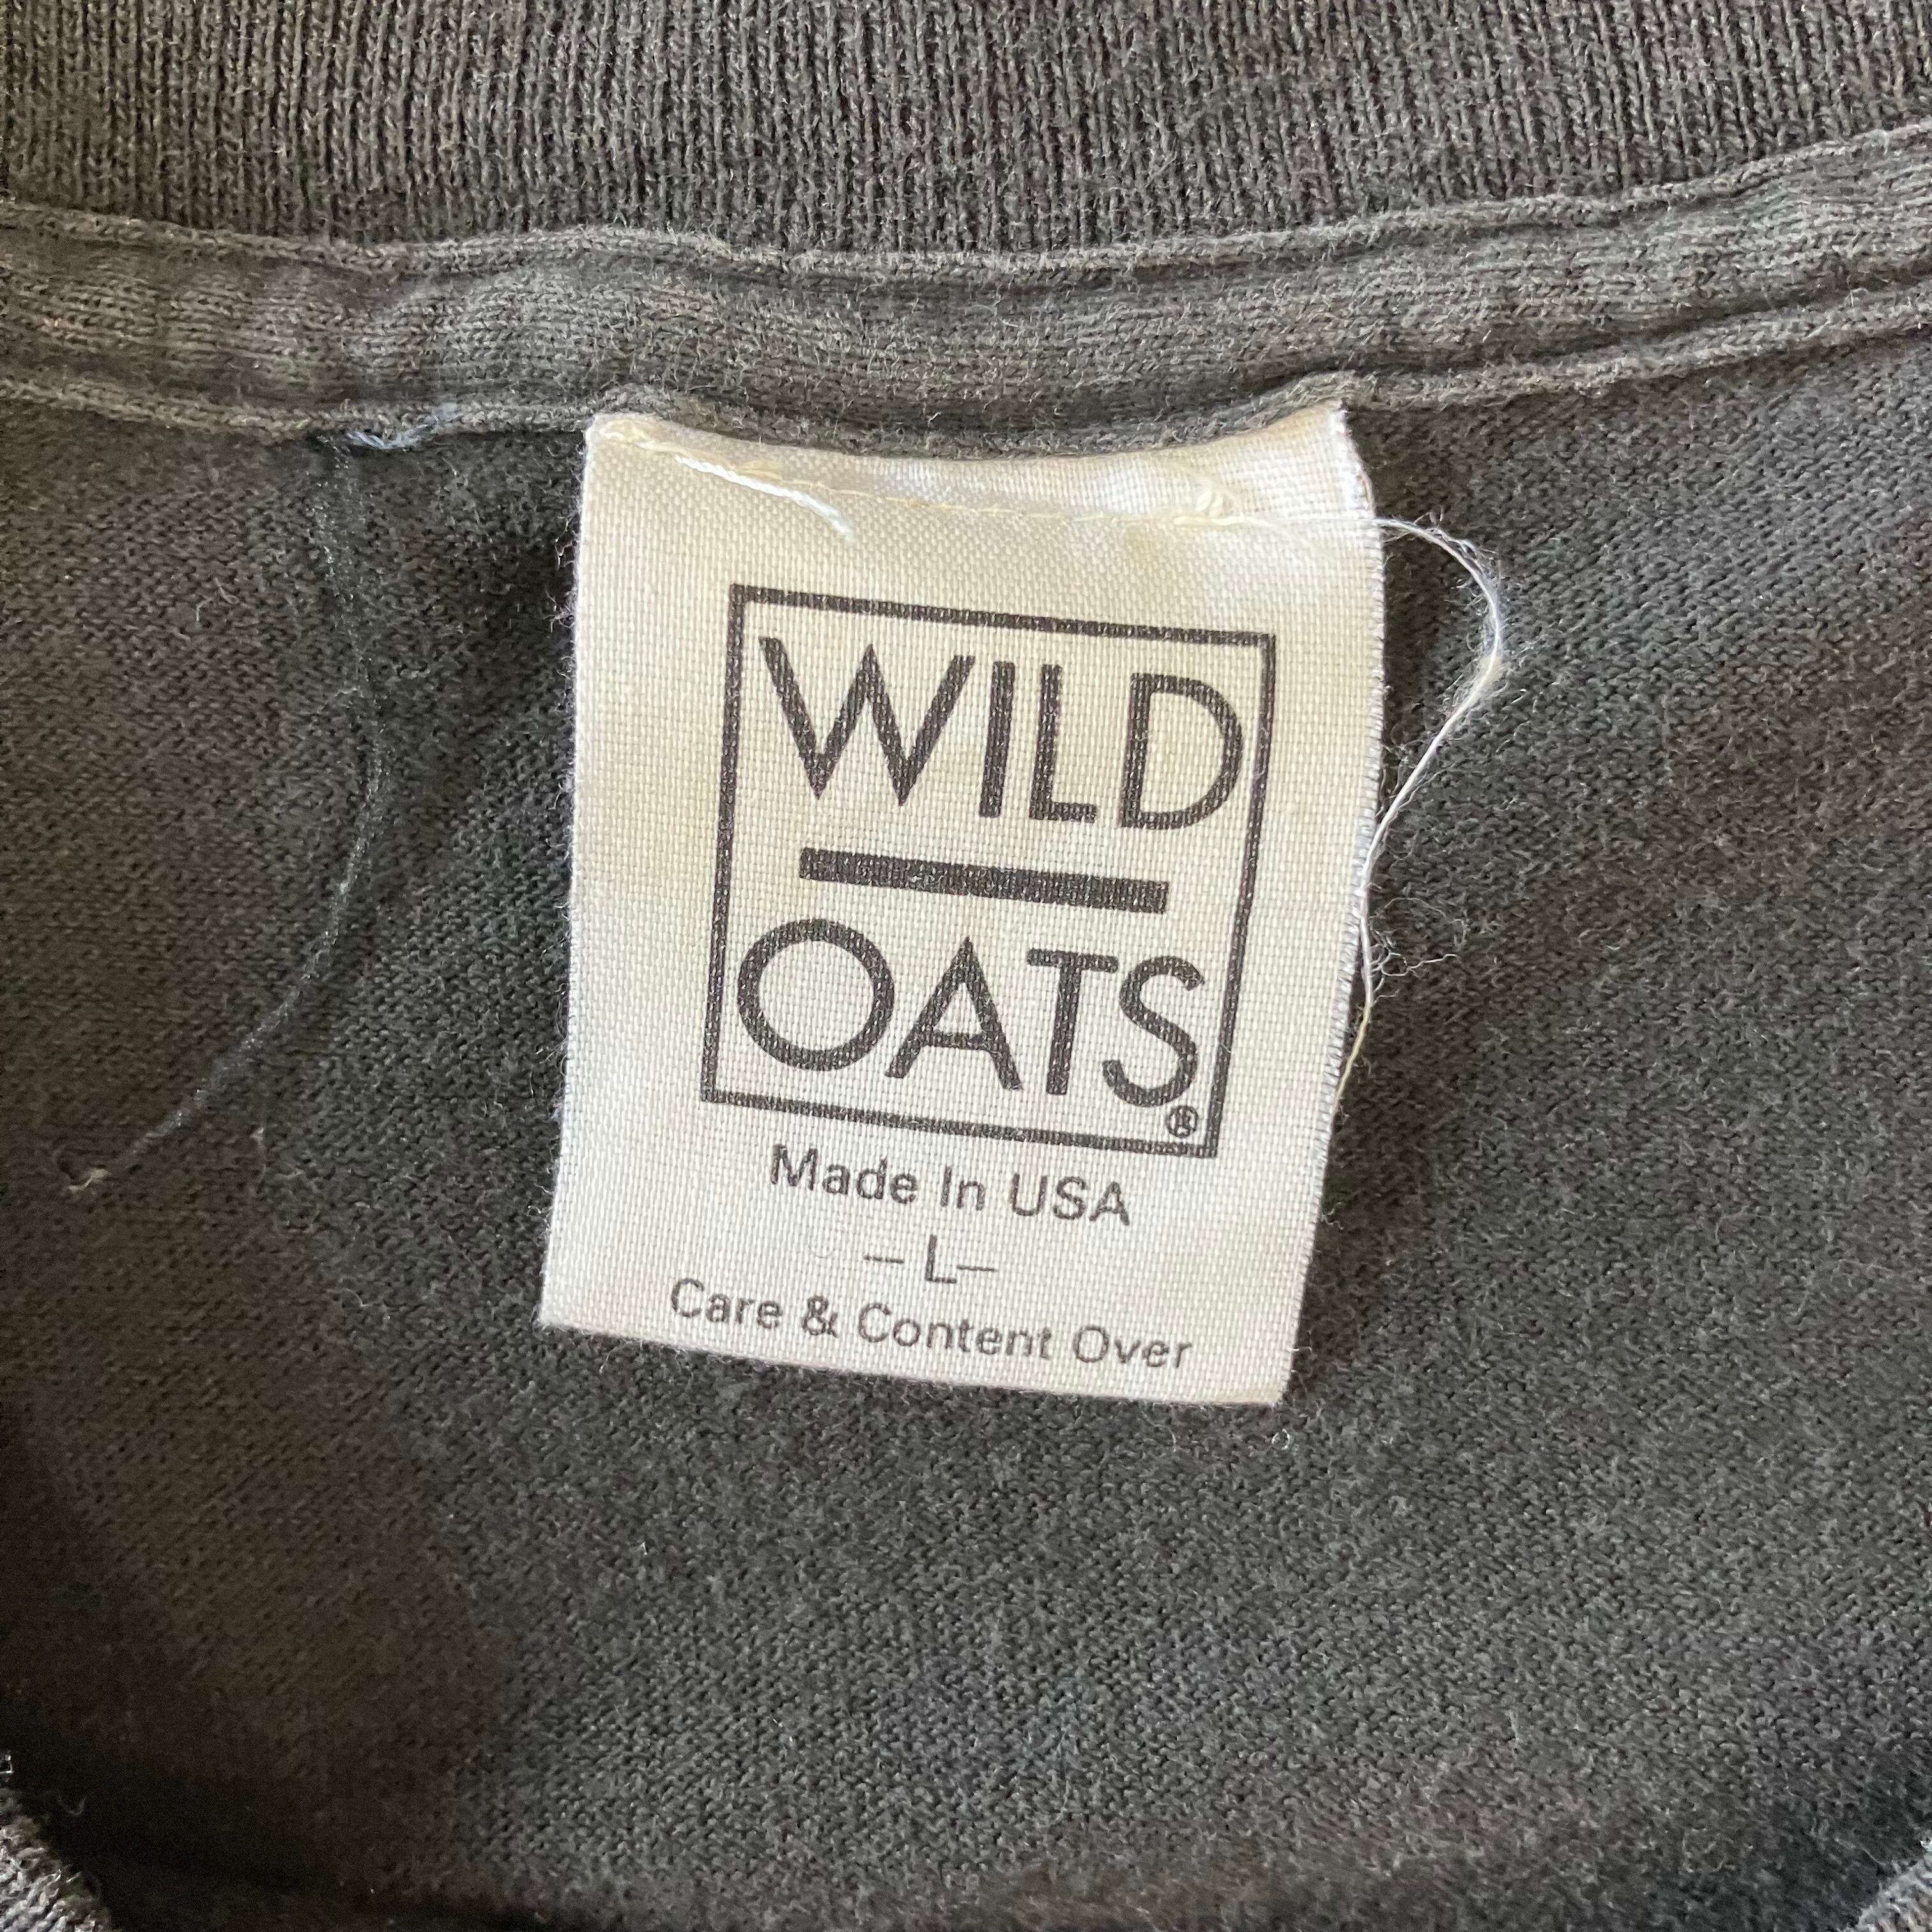 WILD
OATS®
Made In USA
– L –
Care & Content Over